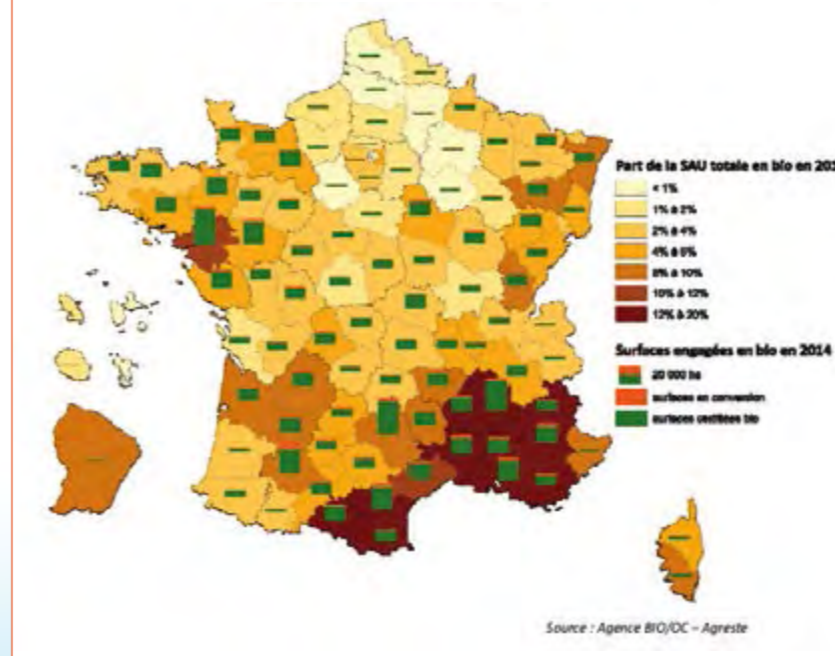 Part de la SAU totale en bio en 201
< 1%
1% à 2%
2% à 4%
4% à 8%
8% à 10%
10% à 12%
12% à 20%
Surfaces engagées en bio en 2014
20 000 ha
surfaces en conversion
surfaces certifiées bio
Source : Agence BIO/OC – Agreste